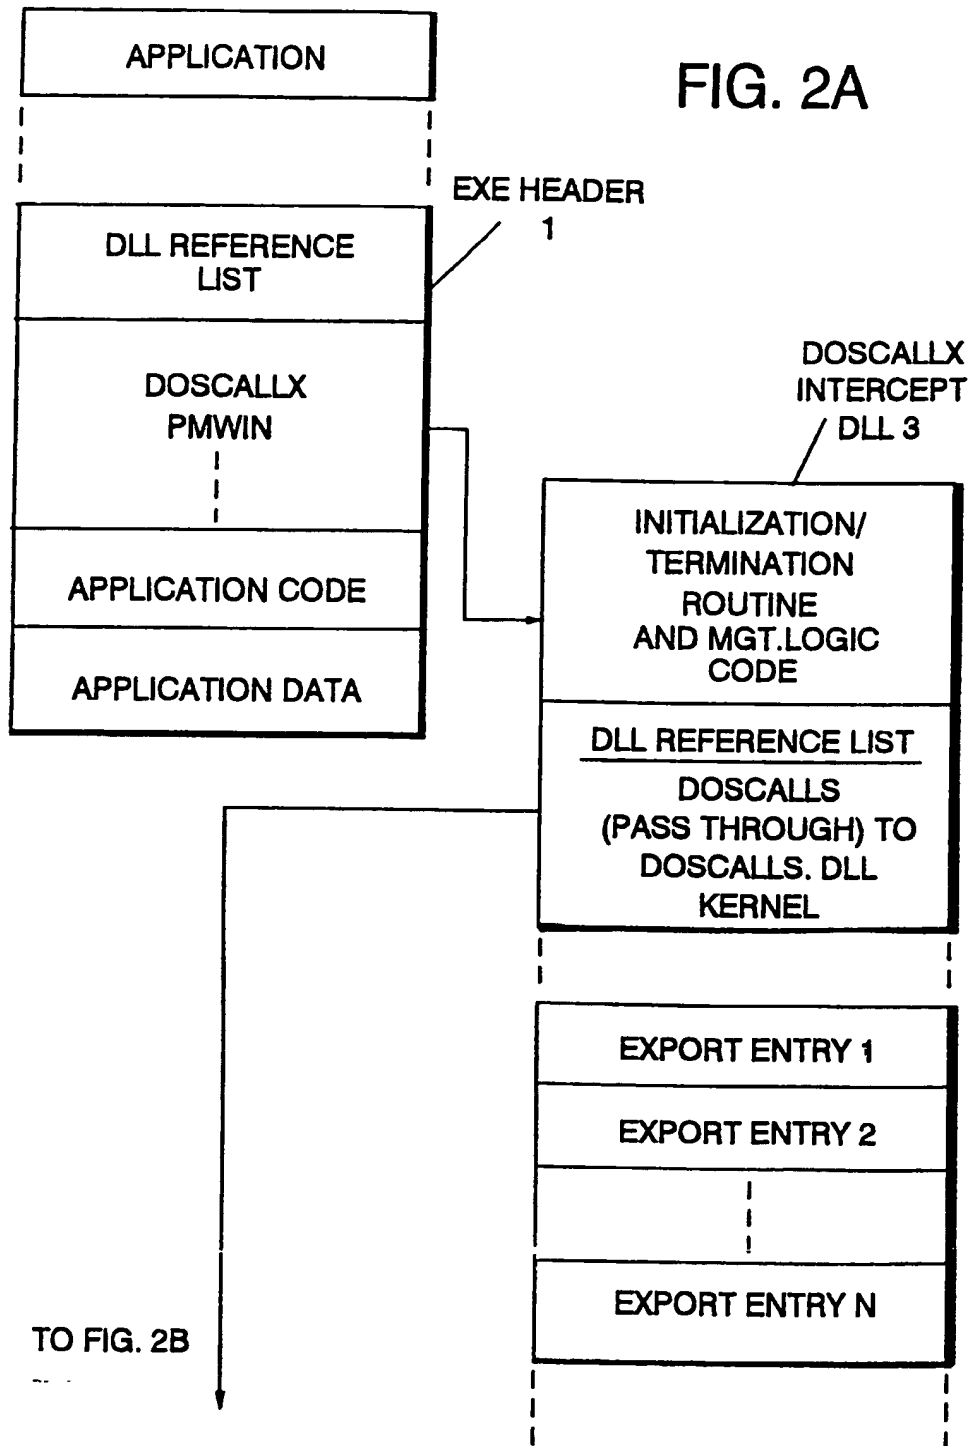 APPLICATION
FIG. 2A
EXE HEADER
1
DLL REFERENCE
LIST
DOSCALLX
PMWIN
APPLICATION CODE
APPLICATION DATA
DOSCALLX
INTERCEPT
DLL 3
INITIALIZATION/
TERMINATION
ROUTINE
AND MGT.LOGIC
CODE
DLL REFERENCE LIST
DOSCALLS
(PASS THROUGH) TO
DOSCALLS. DLL
KERNEL
EXPORT ENTRY 1
EXPORT ENTRY 2
EXPORT ENTRY N
TO FIG. 2B